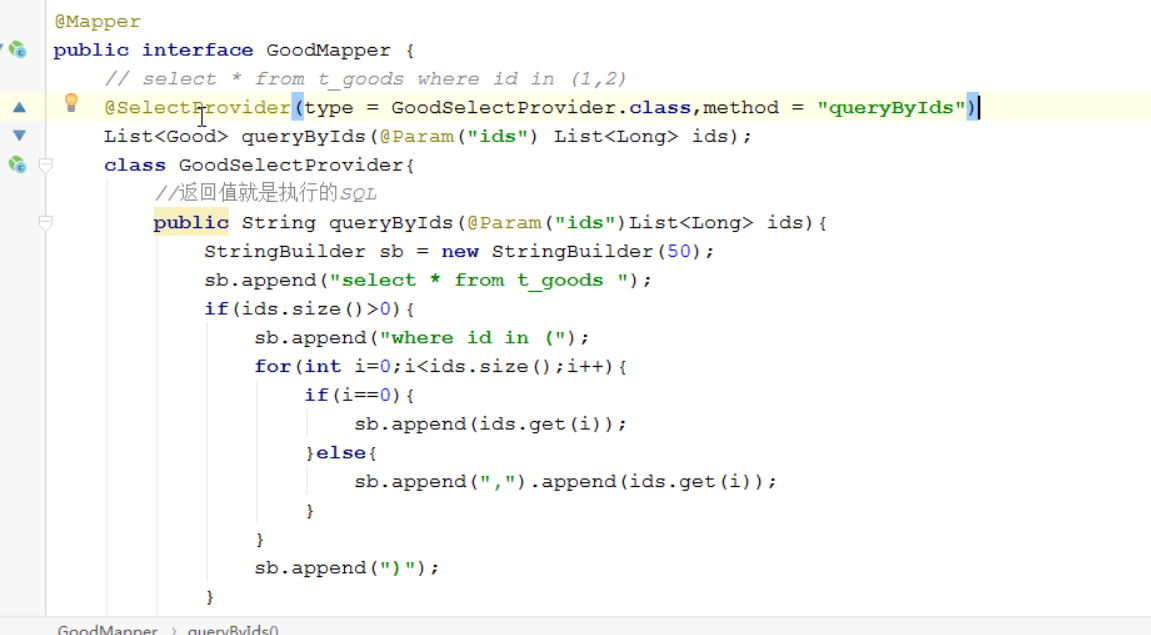 @Mapper
public interface GoodMapper {
// select * from t_goods where id in (1,2)
@SelectProvider(type = GoodSelectProvider.class,method = "queryByIds")
List<Good> queryByIds(@Param("ids") List<Long> ids);
class GoodSelectProvider{
//返回值就是执行的SQL
public String queryByIds(@Param("ids")List<Long> ids){
StringBuilder sb = new StringBuilder(50);
sb.append("select * from t_goods ");
if(ids.size()>0){
sb.append("where id in (");
for(int i=0;i<ids.size();i++){
if(i==0){
sb.append(ids.get(i));
}else{
sb.append(",").append(ids.get(i));
}
}
sb.append(")");
}
GoodMapper › queryByIds()